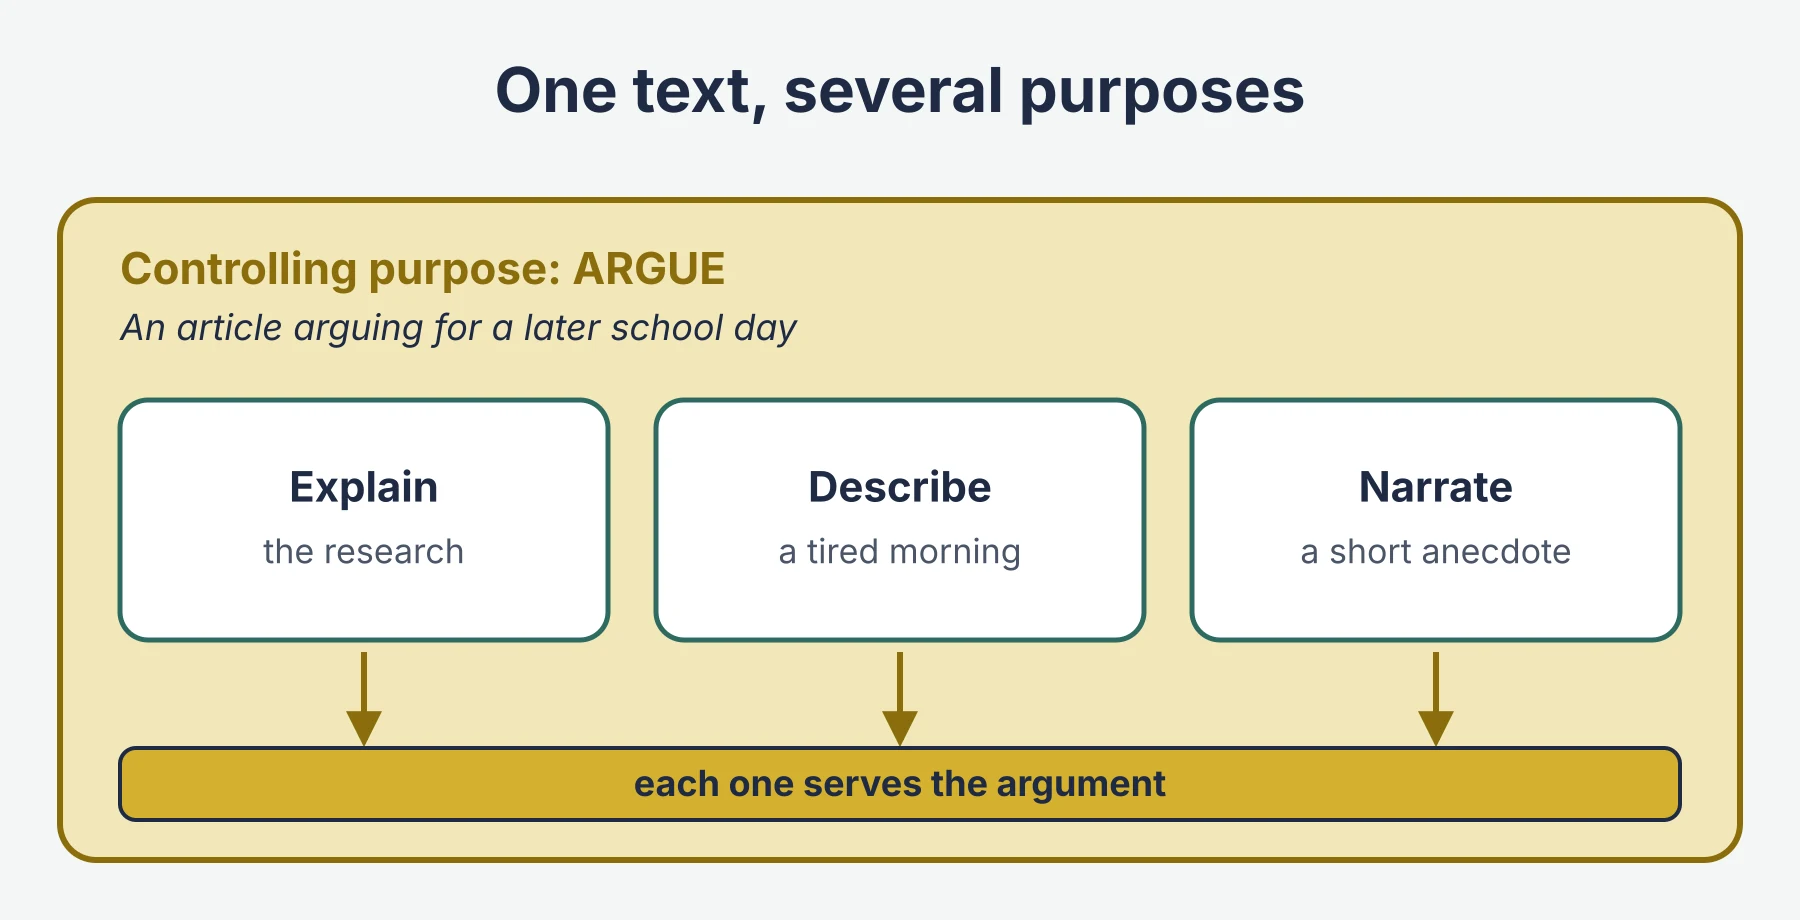 One text, several purposes
Controlling purpose: ARGUE
An article arguing for a later school day
Explain
the research
Describe
a tired morning
Narrate
a short anecdote
each one serves the argument